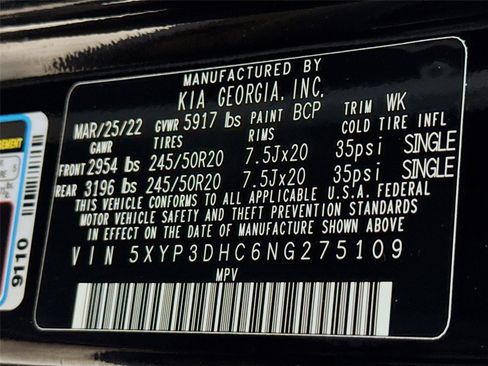 MANUFACTURED BY
KIA GEORGIA, INC.
MAR/25/22 GVWR 5917 lbs PAINT BCP TRIM WK
GAWR TIRES RIMS COLD TIRE INFL
FRONT 2954 lbs 245/50R20 7.5Jx20 35psi SINGLE
REAR 3196 lbs 245/50R20 7.5Jx20 35psi SINGLE
THIS VEHICLE CONFORMS TO ALL APPLICABLE U.S.A. FEDERAL
MOTOR VEHICLE SAFETY AND THEFT PREVENTION STANDARDS
IN EFFECT ON THE DATE OF MANUFACTURE SHOWN ABOVE.
VIN 5XYP3DHC6NG275109
MPV
9110